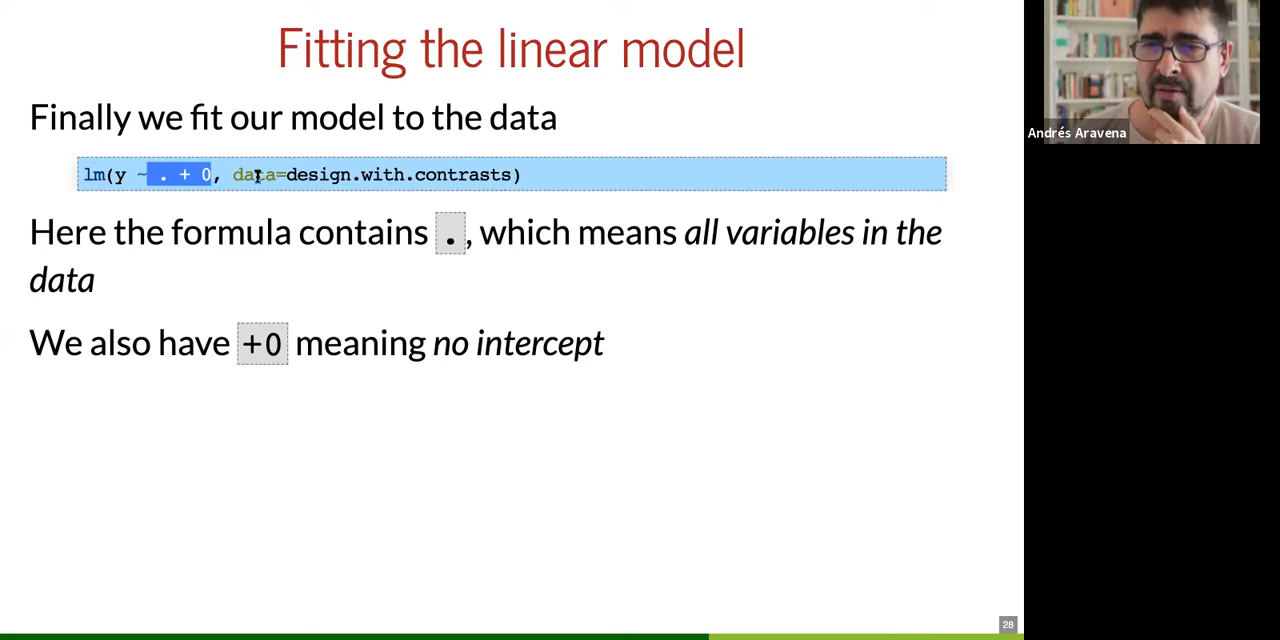 Fitting the linear model
Andrés Aravena
Finally we fit our model to the data
lm(y ~ . + 0, data=design.with.contrasts)
Here the formula contains ., which means all variables in the
data
We also have +0 meaning no intercept
28